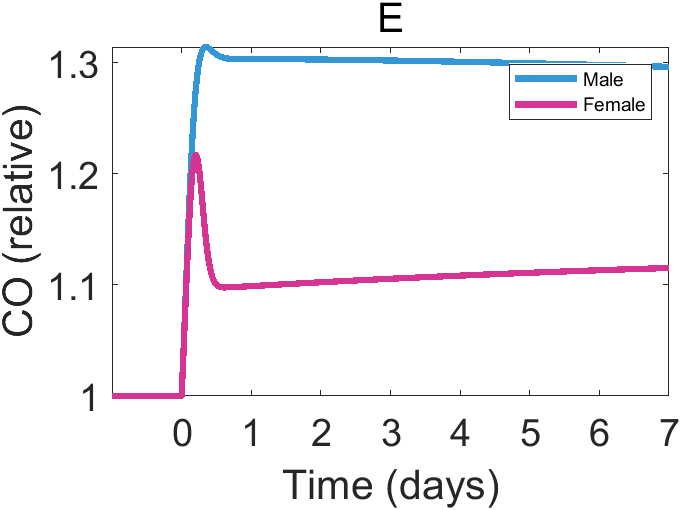 E
CO (relative)
1.3
1.2
1.1
1
Male
Female
0 1 2 3 4 5 6 7
Time (days)